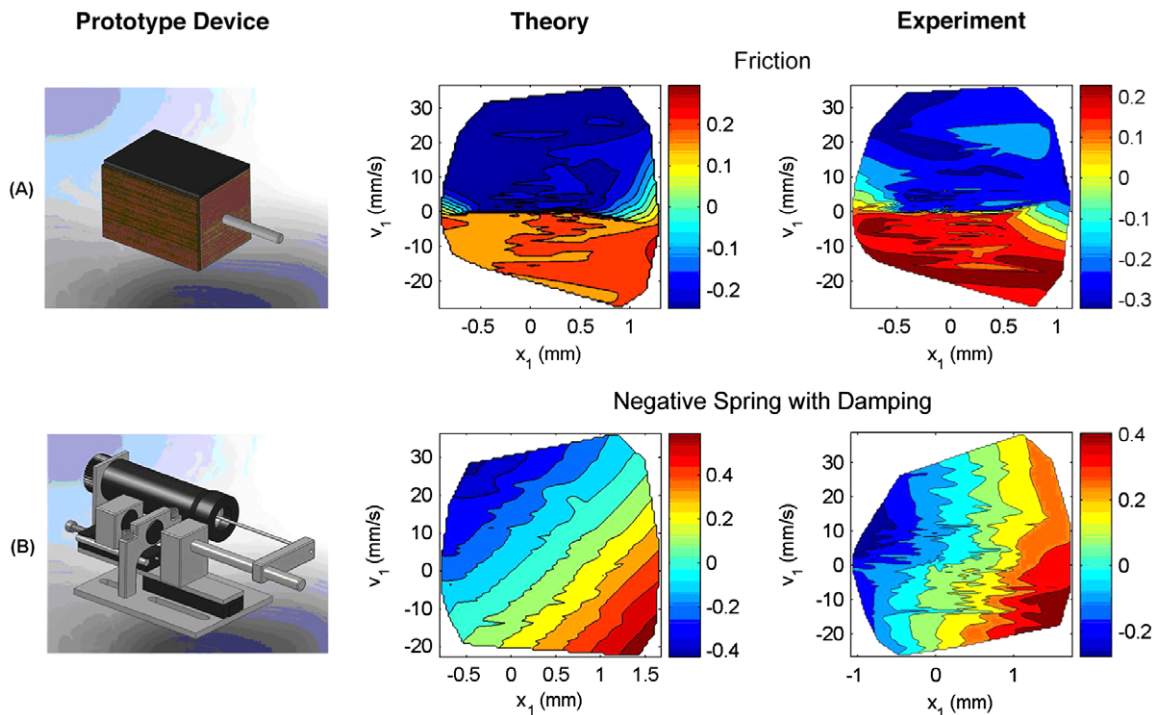 Prototype Device Theory Experiment
Friction
(A)
v₁ (mm/s)
30
20
10
0
-10
-20
-0.5 0 0.5 1
x₁ (mm)
0.2
0.1
0
-0.1
-0.2
v₁ (mm/s)
30
20
10
0
-10
-20
-0.5 0 0.5 1
x₁ (mm)
0.2
0.1
0
-0.1
-0.2
-0.3
Negative Spring with Damping
(B)
v₁ (mm/s)
30
20
10
0
-10
-20
-0.5 0 0.5 1 1.5
x₁ (mm)
0.4
0.2
0
-0.2
-0.4
v₁ (mm/s)
30
20
10
0
-10
-20
-1 0 1
x₁ (mm)
0.4
0.2
0
-0.2